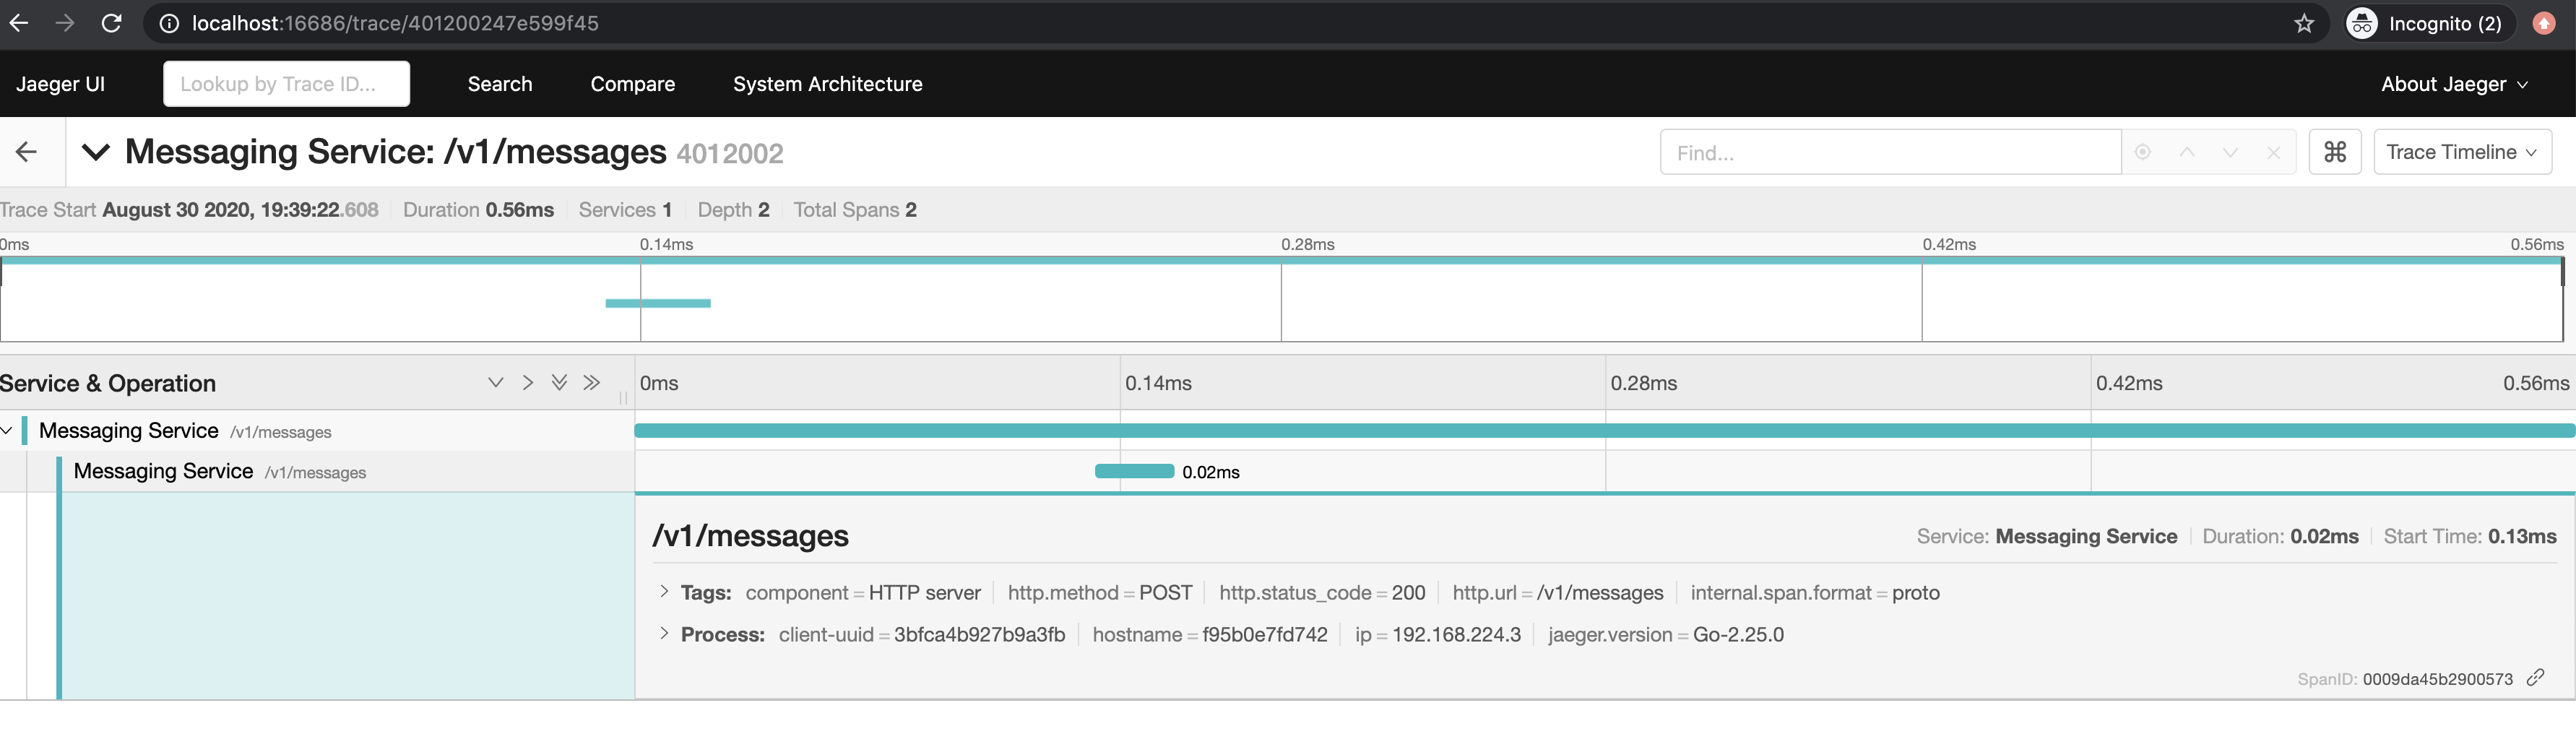 localhost:16686/trace/401200247e599f45 Incognito (2)
Jaeger UI Lookup by Trace ID... Search Compare System Architecture About Jaeger
Messaging Service: /v1/messages 4012002 Find... Trace Timeline
Trace Start August 30 2020, 19:39:22.608 Duration 0.56ms Services 1 Depth 2 Total Spans 2
0ms 0.14ms 0.28ms 0.42ms 0.56ms
Service & Operation 0ms 0.14ms 0.28ms 0.42ms 0.56ms
Messaging Service /v1/messages
Messaging Service /v1/messages 0.02ms
/v1/messages Service: Messaging Service Duration: 0.02ms Start Time: 0.13ms
Tags: component = HTTP server http.method = POST http.status_code = 200 http.url = /v1/messages internal.span.format = proto
Process: client-uuid = 3bfca4b927b9a3fb hostname = f95b0e7fd742 ip = 192.168.224.3 jaeger.version = Go-2.25.0
SpanID: 0009da45b2900573